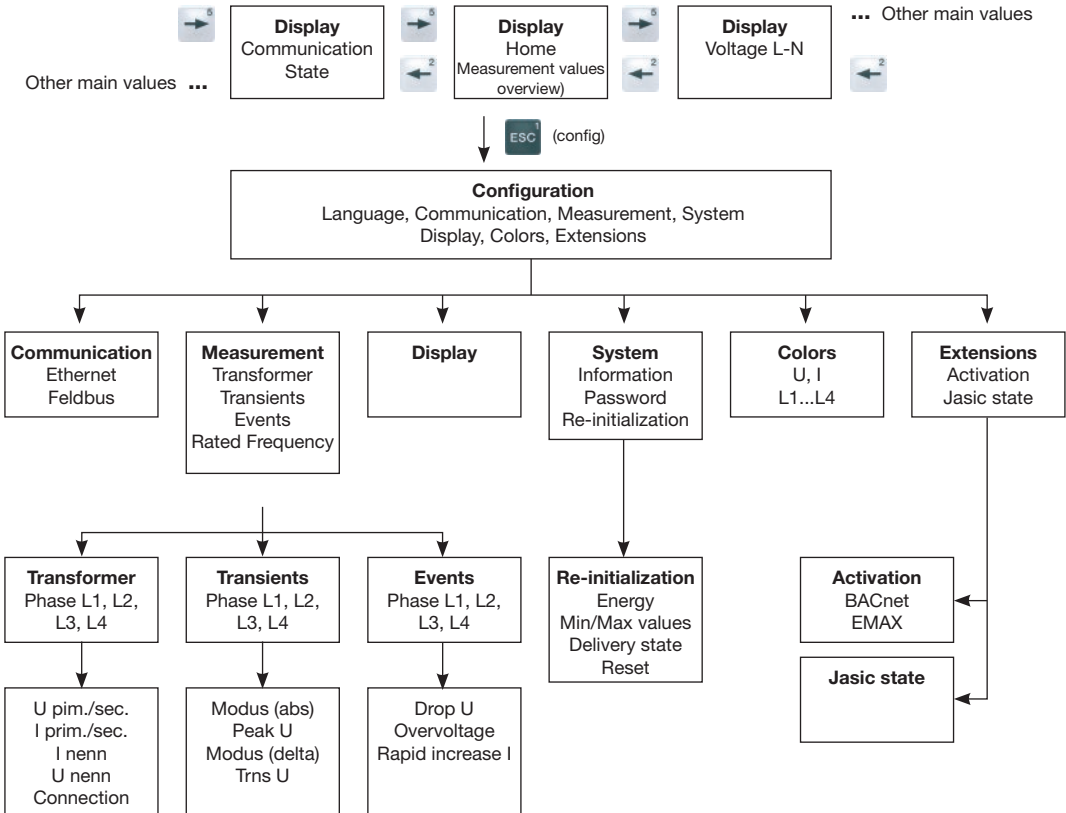 5
Display
Communication
State
5
2
Display
Home
Measurement values
overview)
5
2
Display
Voltage L-N
... Other main values
2
Other main values ...
ESC 1 (config)
Configuration
Language, Communication, Measurement, System
Display, Colors, Extensions
Communication
Ethernet
Feldbus
Measurement
Transformer
Transients
Events
Rated Frequency
Display
System
Information
Password
Re-initialization
Colors
U, I
L1...L4
Extensions
Activation
Jasic state
Transformer
Phase L1, L2,
L3, L4
Transients
Phase L1, L2,
L3, L4
Events
Phase L1, L2,
L3, L4
Re-initialization
Energy
Min/Max values
Delivery state
Reset
Activation
BACnet
EMAX
Jasic state
U pim./sec.
I prim./sec.
I nenn
U nenn
Connection
Modus (abs)
Peak U
Modus (delta)
Trns U
Drop U
Overvoltage
Rapid increase I